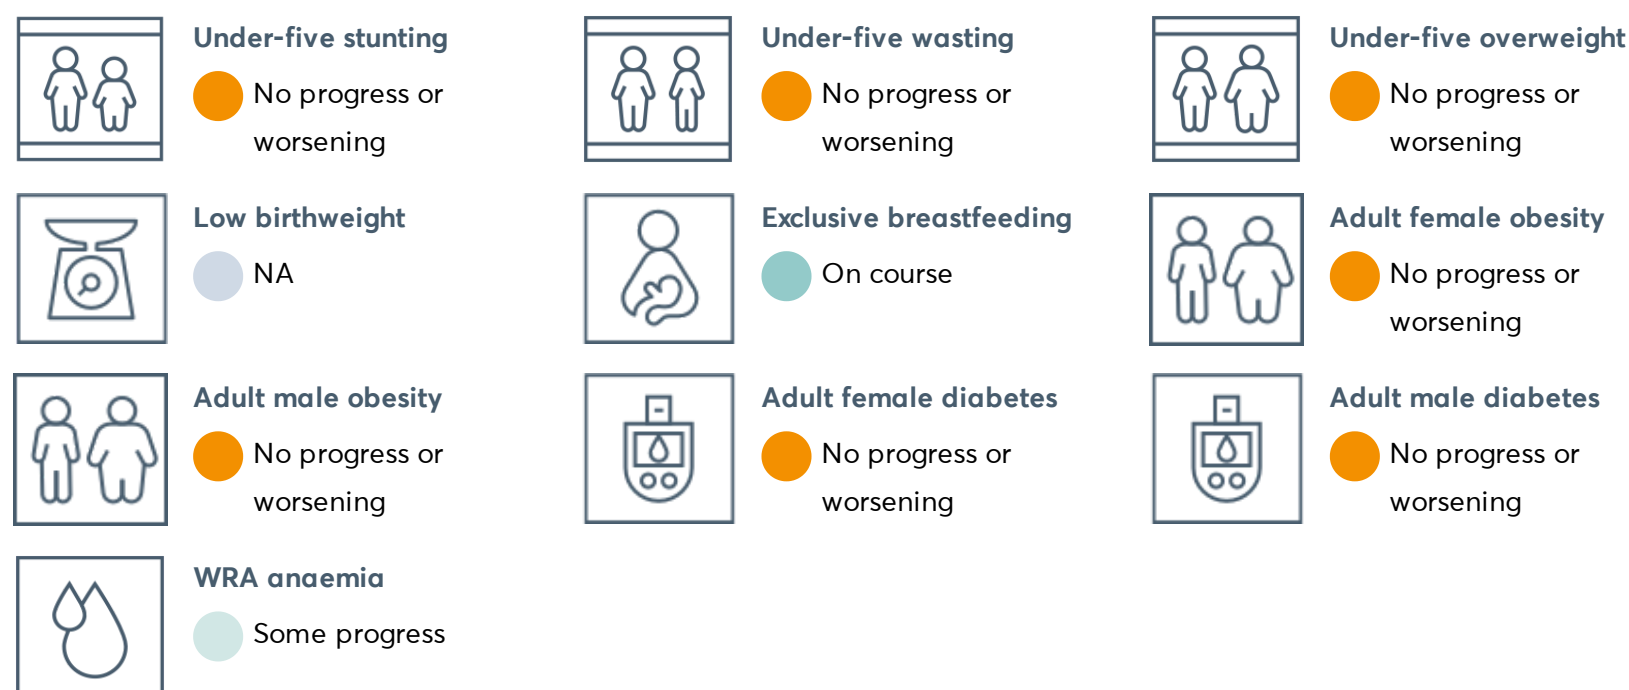 Under-five stunting
No progress or
worsening
Under-five wasting
No progress or
worsening
Under-five overweight
No progress or
worsening
Low birthweight
NA
Exclusive breastfeeding
On course
Adult female obesity
No progress or
worsening
Adult male obesity
No progress or
worsening
Adult female diabetes
No progress or
worsening
Adult male diabetes
No progress or
worsening
WRA anaemia
Some progress